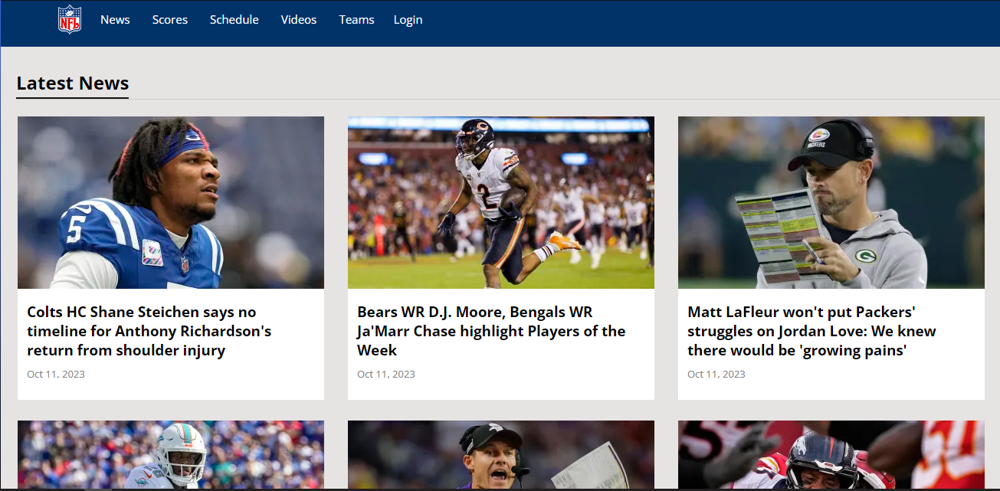 NFL
News
Scores
Schedule
Videos
Teams
Login
Latest News
5
2
PACKERS
G
Colts HC Shane Steichen says no
timeline for Anthony Richardson's
return from shoulder injury
Oct 11, 2023
Bears WR D.J. Moore, Bengals WR
Ja'Marr Chase highlight Players of the
Week
Oct 11, 2023
Matt LaFleur won't put Packers'
struggles on Jordan Love: We knew
there would be 'growing pains'
Oct 11, 2023